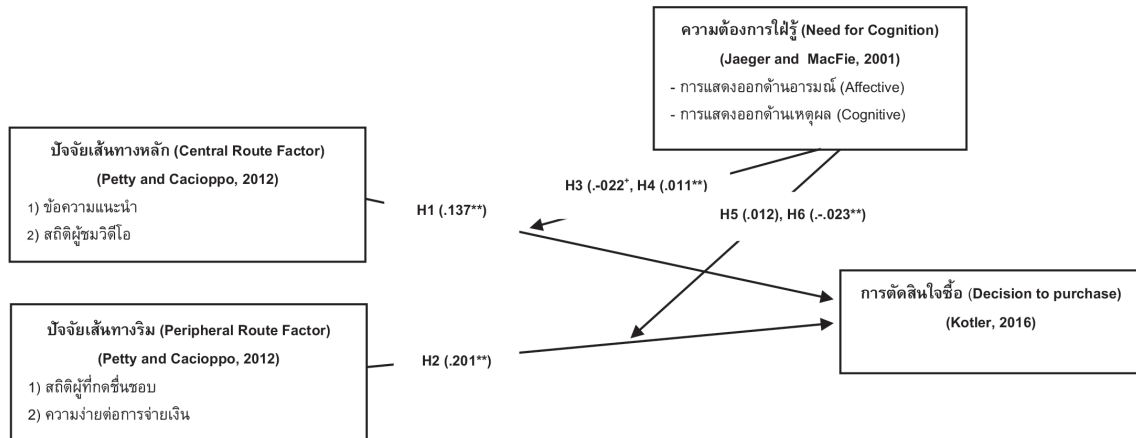 ความต้องการใฝ่รู้ (Need for Cognition)
(Jaeger and MacFie, 2001)
- การแสดงออกด้านอารมณ์ (Affective)
- การแสดงออกด้านเหตุผล (Cognitive)
ปัจจัยเส้นทางหลัก (Central Route Factor)
(Petty and Cacioppo, 2012)
1) ข้อความแนะนำ
2) สถิติผู้ชมวิดีโอ
H1 (.137**)
H3 (.-022⁺, H4 (.011**)
H5 (.012), H6 (.-.023**)
การตัดสินใจซื้อ (Decision to purchase)
(Kotler, 2016)
ปัจจัยเส้นทางริม (Peripheral Route Factor)
(Petty and Cacioppo, 2012)
1) สถิติผู้ที่กดชื่นชอบ
2) ความง่ายต่อการจ่ายเงิน
H2 (.201**)